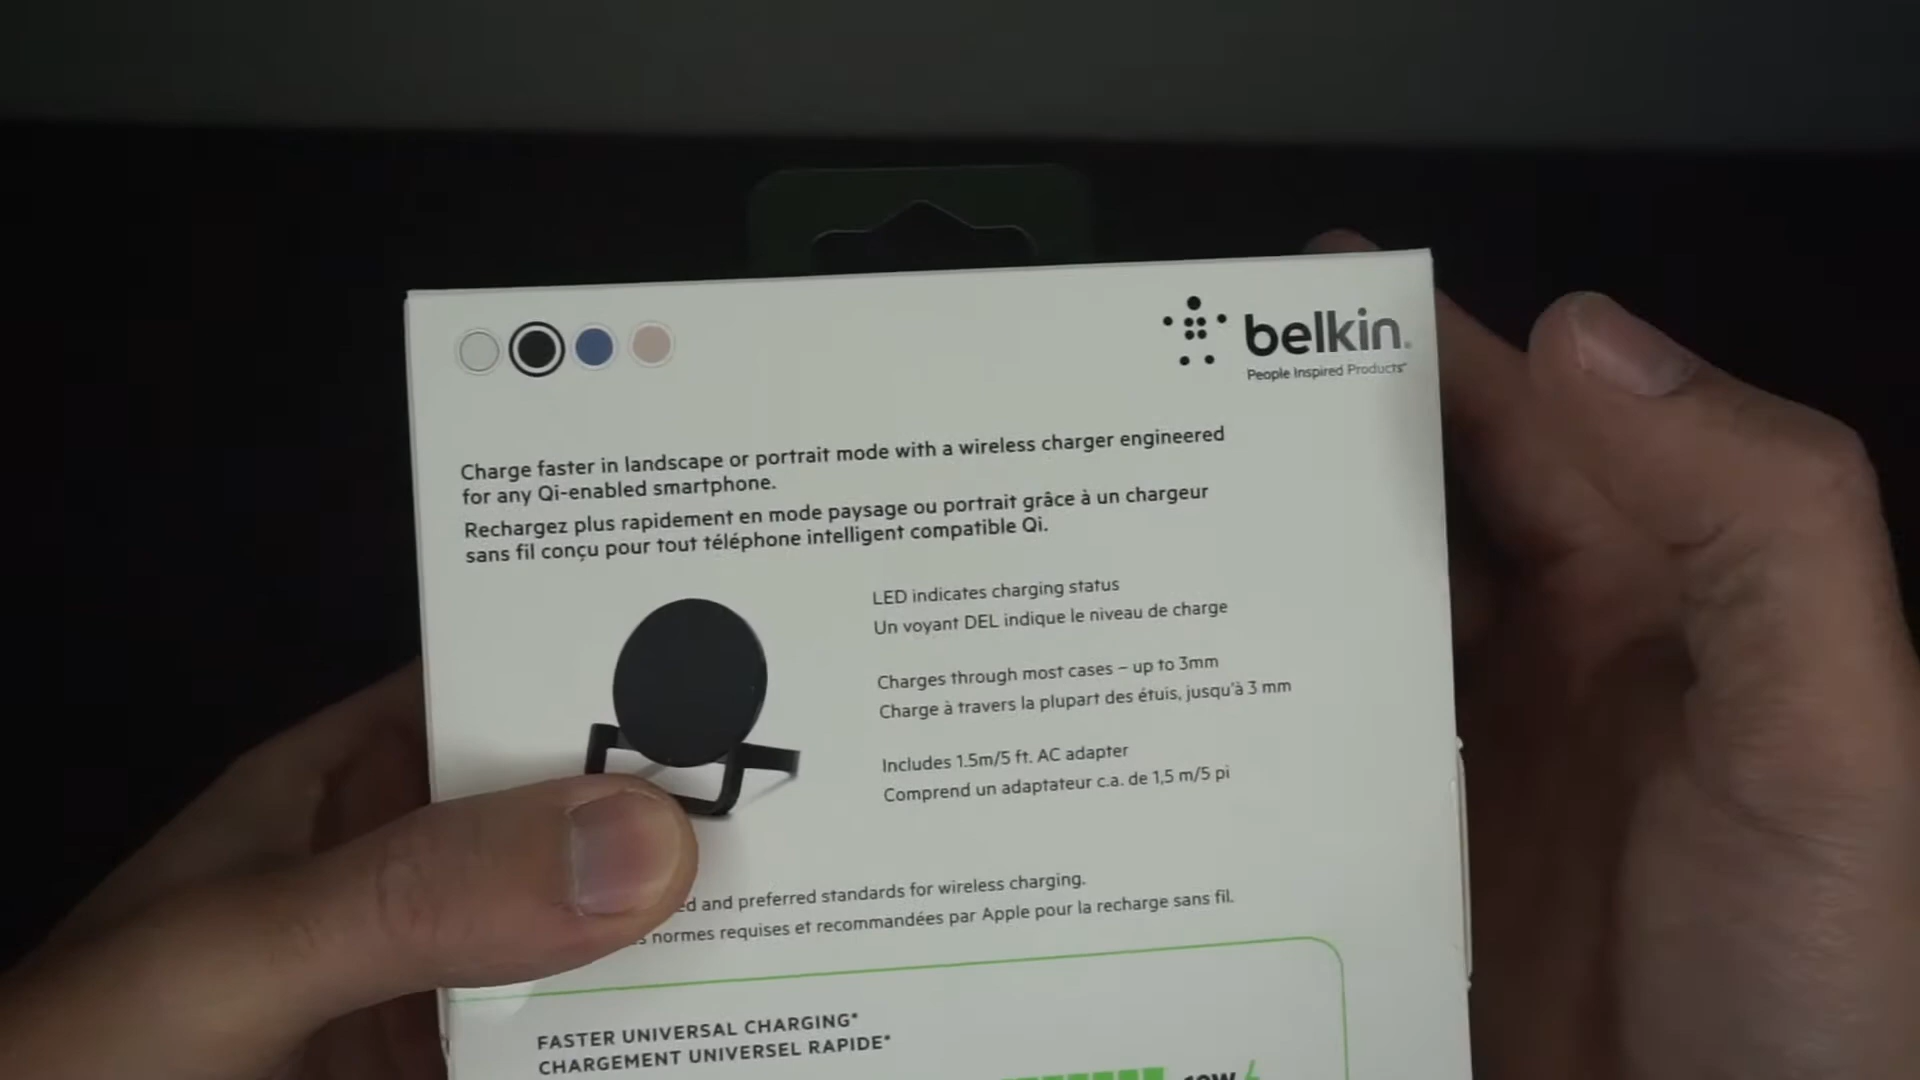 belkin.
People Inspired Products
Charge faster in landscape or portrait mode with a wireless charger engineered
for any Qi-enabled smartphone.
Rechargez plus rapidement en mode paysage ou portrait grâce à un chargeur
sans fil conçu pour tout téléphone intelligent compatible Qi.
LED indicates charging status
Un voyant DEL indique le niveau de charge
Charges through most cases – up to 3mm
Charge à travers la plupart des étuis, jusqu'à 3 mm
Includes 1.5m/5 ft. AC adapter
Comprend un adaptateur c.a. de 1,5 m/5 pi
and preferred standards for wireless charging.
normes requises et recommandées par Apple pour la recharge sans fil.
FASTER UNIVERSAL CHARGING*
CHARGEMENT UNIVERSEL RAPIDE*